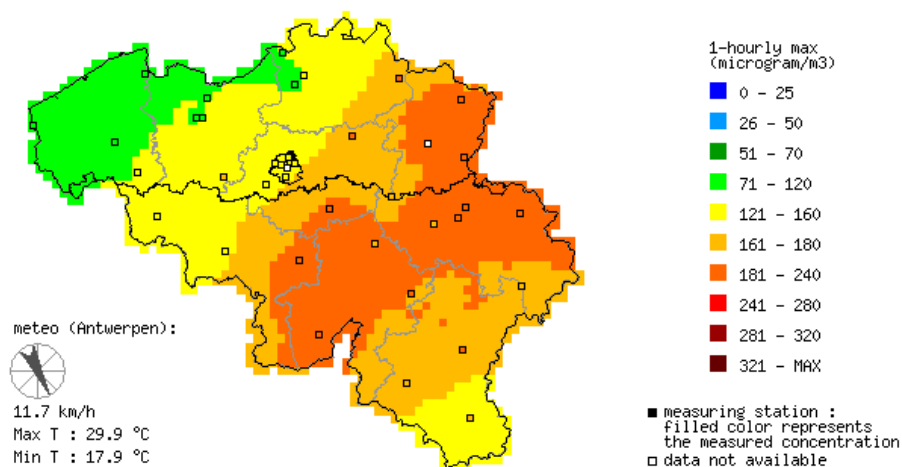 1-hourly max
(microgram/m3)
0 - 25
26 - 50
51 - 70
71 - 120
121 - 160
161 - 180
181 - 240
241 - 280
281 - 320
321 - MAX
meteo (Antwerpen):
11.7 km/h
Max T : 29.9 °C
Min T : 17.9 °C
measuring station :
filled color represents
the measured concentration
data not available